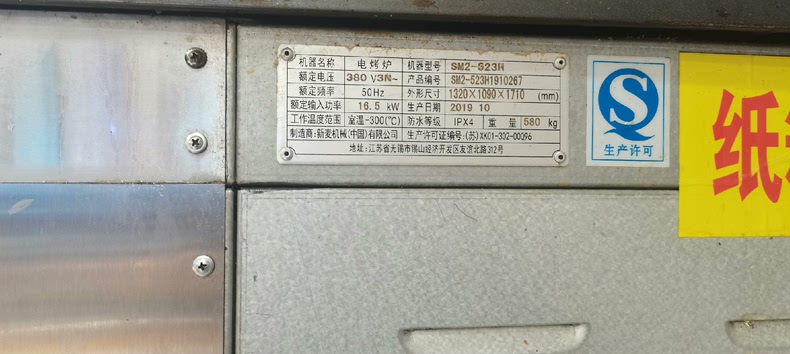 机器名称 电烤炉 机器型号 SM2-523H
额定电压 380 V3N~ 产品编号 SM2-523H1910267
额定频率 50Hz 外形尺寸 1320×1090×1710 (mm)
额定输入功率 16.5 kW 生产日期 2019 10
工作温度范围 室温-300(℃) 防水等级 IPX4 重量 580 kg
制造商:新麦机械(中国)有限公司 生产许可证编号:(苏)XK01-302-00096
地址:江苏省无锡市锡山经济开发区友谊北路312号
生产许可
纸